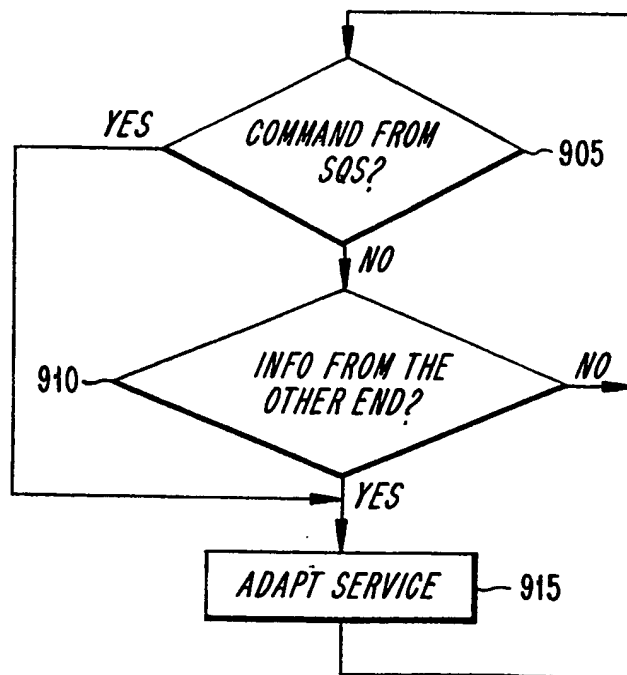 YES
COMMAND FROM
SQS?
905
NO
910
INFO FROM THE
OTHER END?
NO
YES
ADAPT SERVICE
915